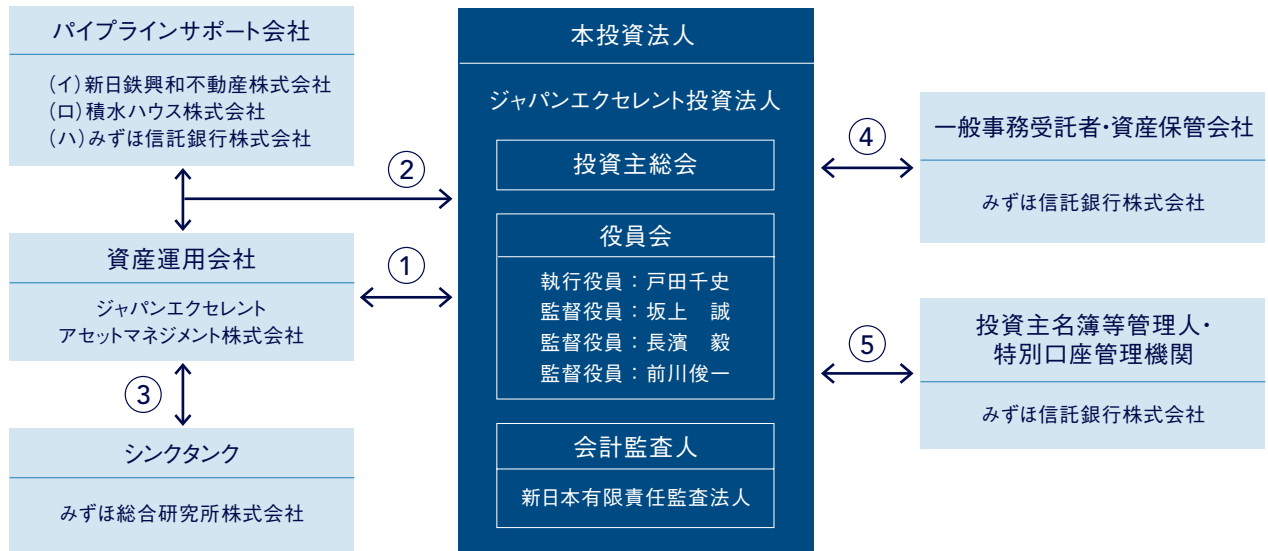 パイプラインサポート会社
(イ)新日鉄興和不動産株式会社
(ロ)積水ハウス株式会社
(ハ)みずほ信託銀行株式会社
②
資産運用会社
ジャパンエクセレント
アセットマネジメント株式会社
①
③
シンクタンク
みずほ総合研究所株式会社
本投資法人
ジャパンエクセレント投資法人
投資主総会
役員会
執行役員：戸田千史
監督役員：坂上　誠
監督役員：長濱　毅
監督役員：前川俊一
会計監査人
新日本有限責任監査法人
④
一般事務受託者・資産保管会社
みずほ信託銀行株式会社
⑤
投資主名簿等管理人・
特別口座管理機関
みずほ信託銀行株式会社